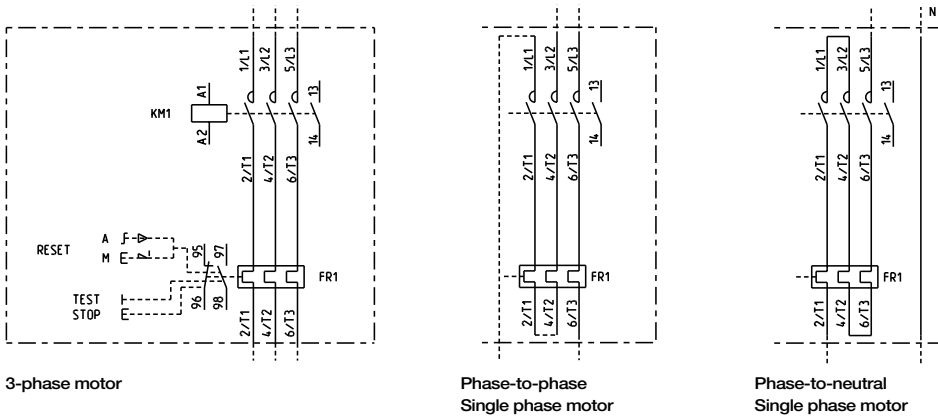 N
1/L1 3/L2 5/L3
A1
13
KM1
A2
14
2/T1 4/T2 6/T3
RESET
A
M
95 97
FR1
TEST
STOP
96 98
2/T1 4/T2 6/T3
3-phase motor
1/L1 3/L2 5/L3
13
14
2/T1 4/T2 6/T3
FR1
2/T1 4/T2 6/T3
Phase-to-phase
Single phase motor
1/L1 3/L2 5/L3
13
14
2/T1 4/T2 6/T3
FR1
2/T1 4/T2 6/T3
Phase-to-neutral
Single phase motor